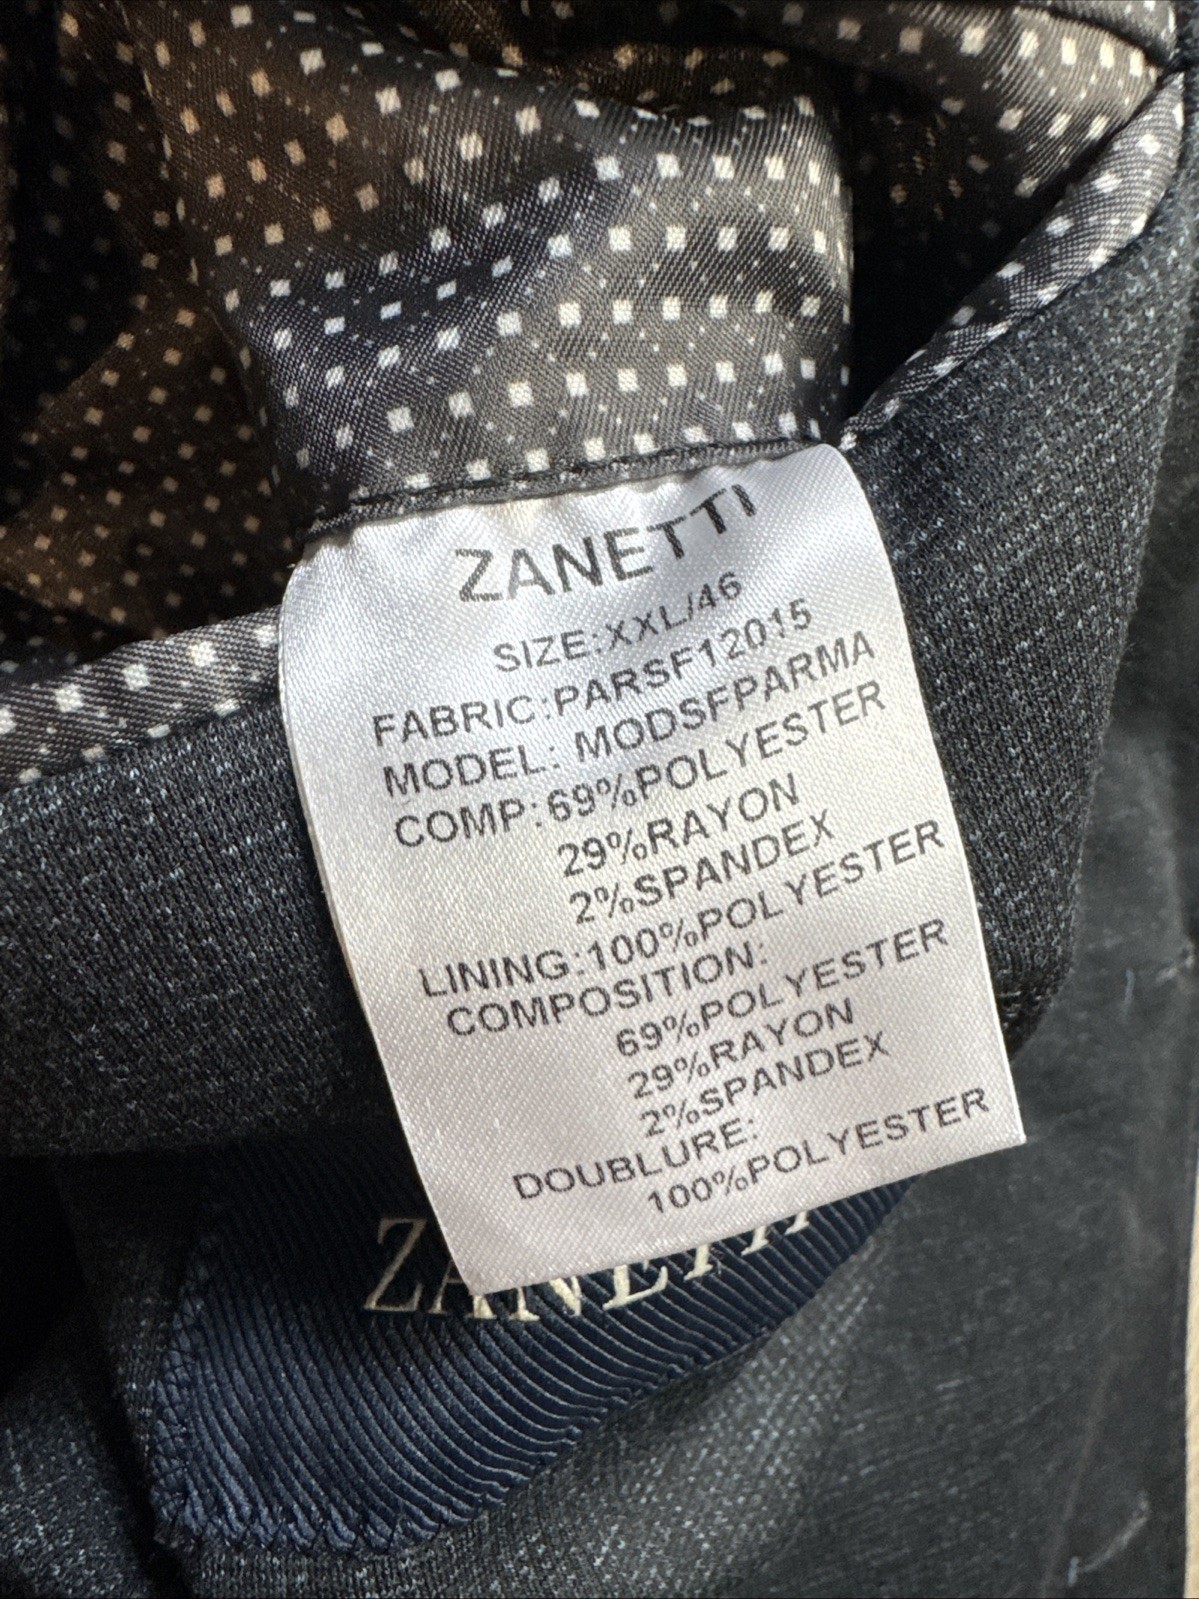 ZANETTI
SIZE:XXL/46
FABRIC:PARSF12015
MODEL: MODSFPARMA
COMP:69%POLYESTER
29%RAYON
2%SPANDEX
LINING:100%POLYESTER
COMPOSITION:
69%POLYESTER
29%RAYON
2%SPANDEX
DOUBLURE:
100%POLYESTER
ZANETTI